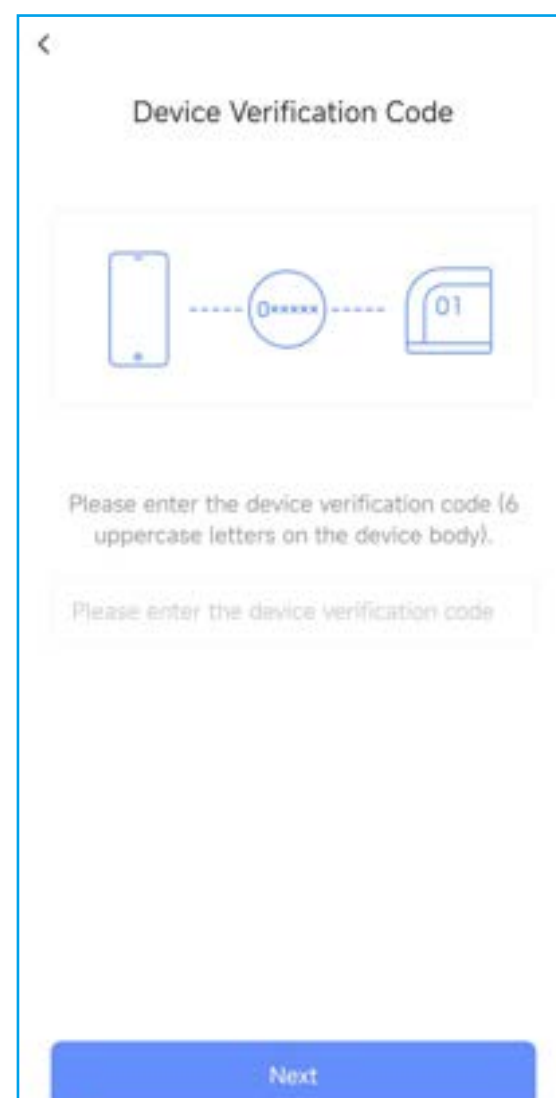 Device Verification Code
0***** 01
Please enter the device verification code (6
uppercase letters on the device body).
Please enter the device verification code
Next